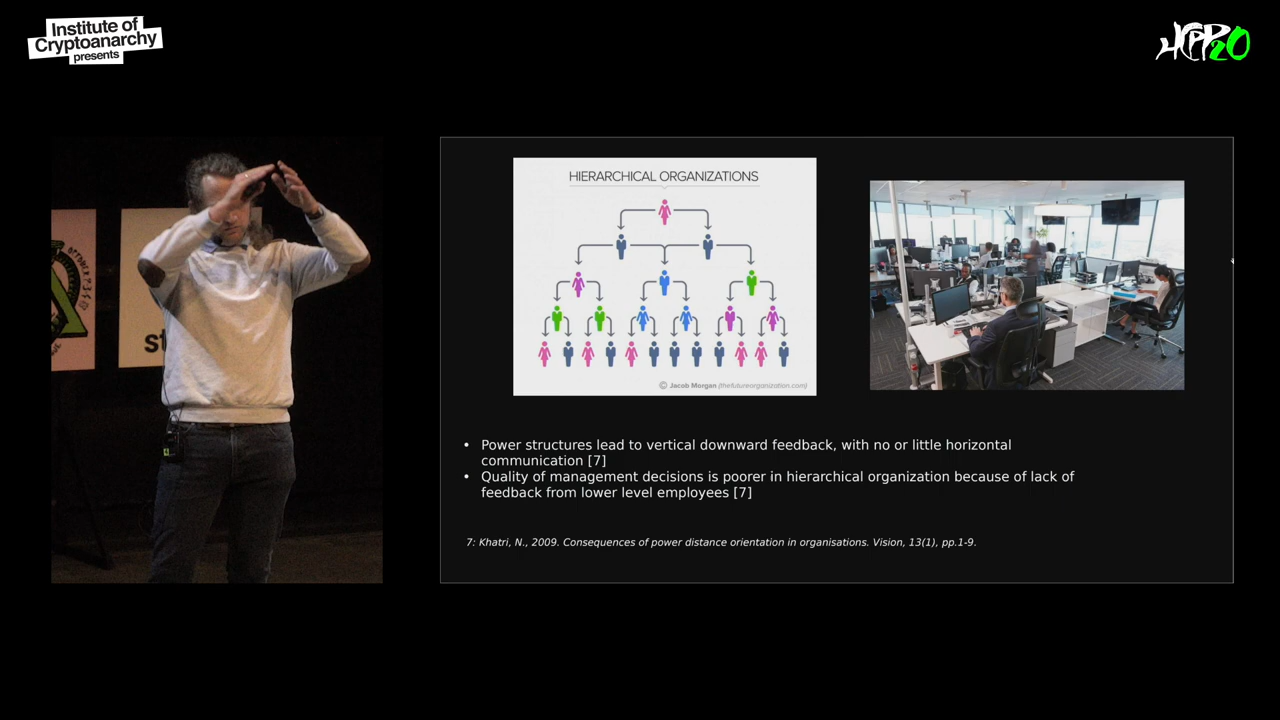 Institute of
Cryptoanarchy
presents
HCPP20
HIERARCHICAL ORGANIZATIONS
© Jacob Morgan (thefutureorganization.com)
st
• Power structures lead to vertical downward feedback, with no or little horizontal
communication [7]
• Quality of management decisions is poorer in hierarchical organization because of lack of
feedback from lower level employees [7]
7: Khatri, N., 2009. Consequences of power distance orientation in organisations. Vision, 13(1), pp.1-9.